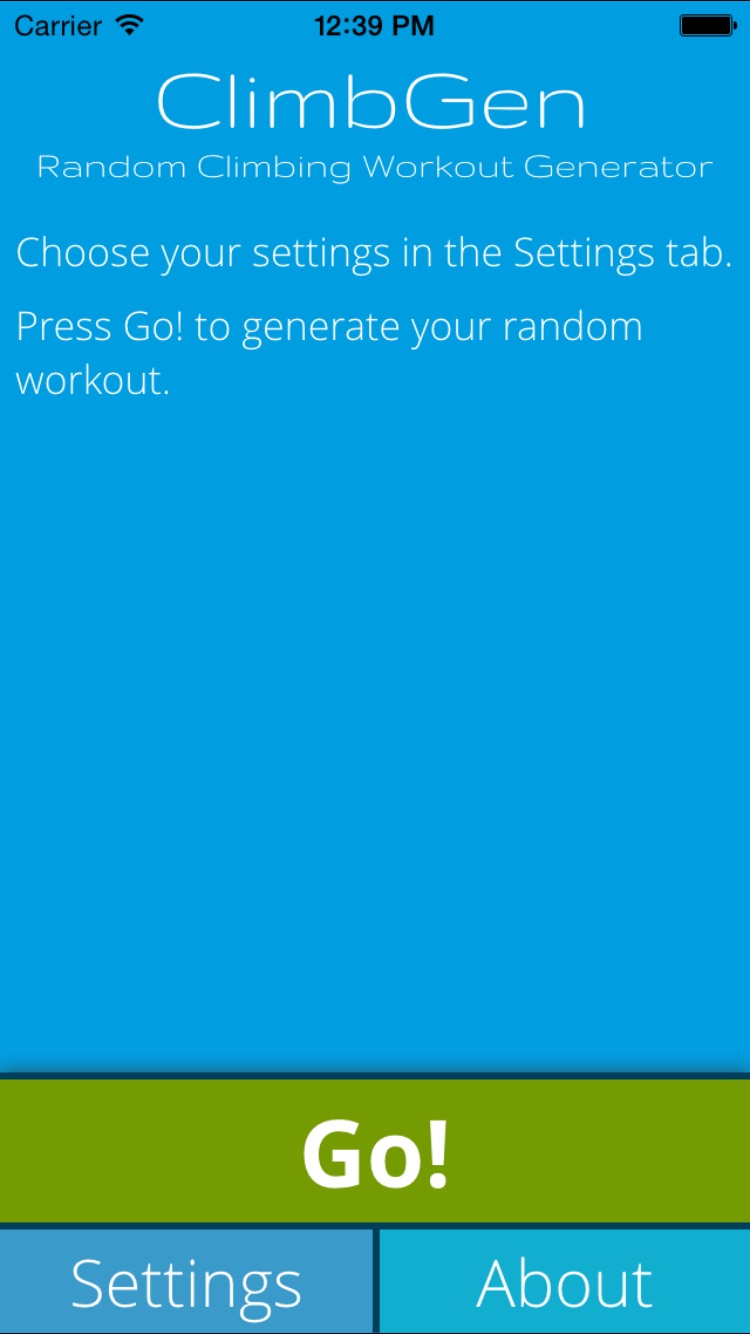 Carrier 12:39 PM
ClimbGen
Random Climbing Workout Generator
Choose your settings in the Settings tab.
Press Go! to generate your random
workout.
Go!
Settings About